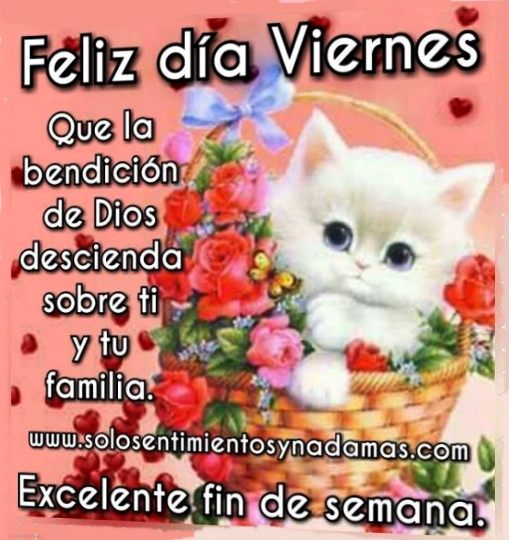 Feliz día Viernes
Que la
bendición
de Dios
descienda
sobre ti
y tu
familia.
www.solosentimientosynadamas.com
Excelente fin de semana.